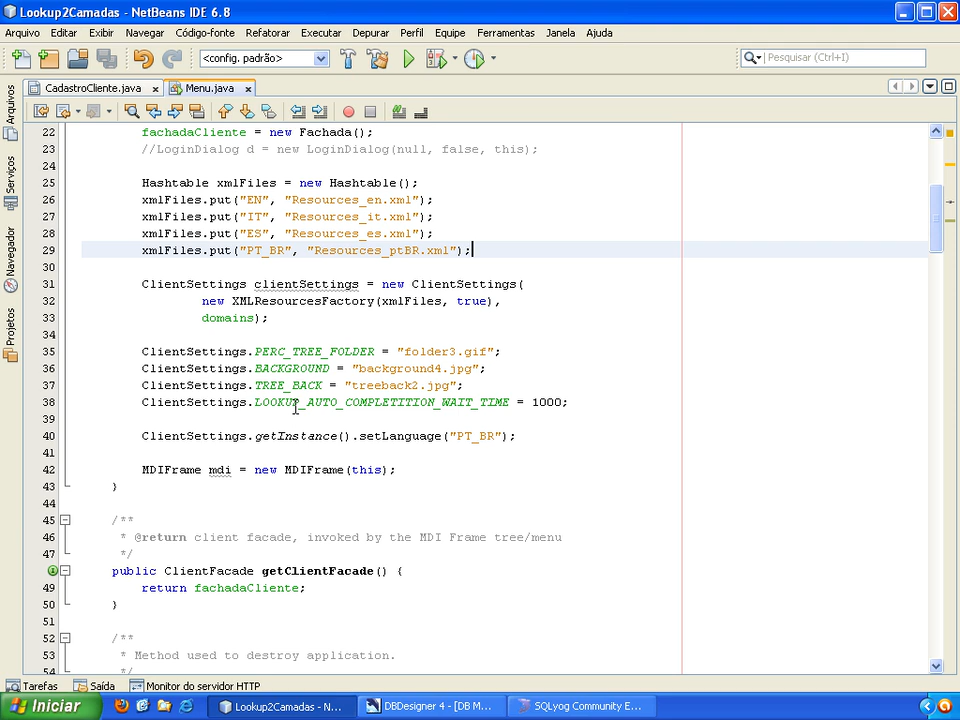 Lookup2Camadas - NetBeans IDE 6.8
Arquivo Editar Exibir Navegar Código-fonte Refatorar Executar Depurar Perfil Equipe Ferramentas Janela Ajuda
<config. padrão> Pesquisar (Ctrl+I)
CadastroCliente.java Menu.java
Arquivos
Serviços
Navegador
Projetos
22 fachadaCliente = new Fachada();
23 //LoginDialog d = new LoginDialog(null, false, this);
24
25 Hashtable xmlFiles = new Hashtable();
26 xmlFiles.put("EN", "Resources_en.xml");
27 xmlFiles.put("IT", "Resources_it.xml");
28 xmlFiles.put("ES", "Resources_es.xml");
29 xmlFiles.put("PT_BR", "Resources_ptBR.xml");
30
31 ClientSettings clientSettings = new ClientSettings(
32 new XMLResourcesFactory(xmlFiles, true),
33 domains);
34
35 ClientSettings.PERC_TREE_FOLDER = "folder3.gif";
36 ClientSettings.BACKGROUND = "background4.jpg";
37 ClientSettings.TREE_BACK = "treeback2.jpg";
38 ClientSettings.LOOKUP_AUTO_COMPLETITION_WAIT_TIME = 1000;
39
40 ClientSettings.getInstance().setLanguage("PT_BR");
41
42 MDIFrame mdi = new MDIFrame(this);
43 }
44
45 /**
46 * @return client facade, invoked by the MDI Frame tree/menu
47 */
48 public ClientFacade getClientFacade() {
49 return fachadaCliente;
50 }
51
52 /**
53 * Method used to destroy application.
54 */
Tarefas Saída Monitor do servidor HTTP
Iniciar Lookup2Camadas - N... DBDesigner 4 - [DB M... SQLyog Community E...